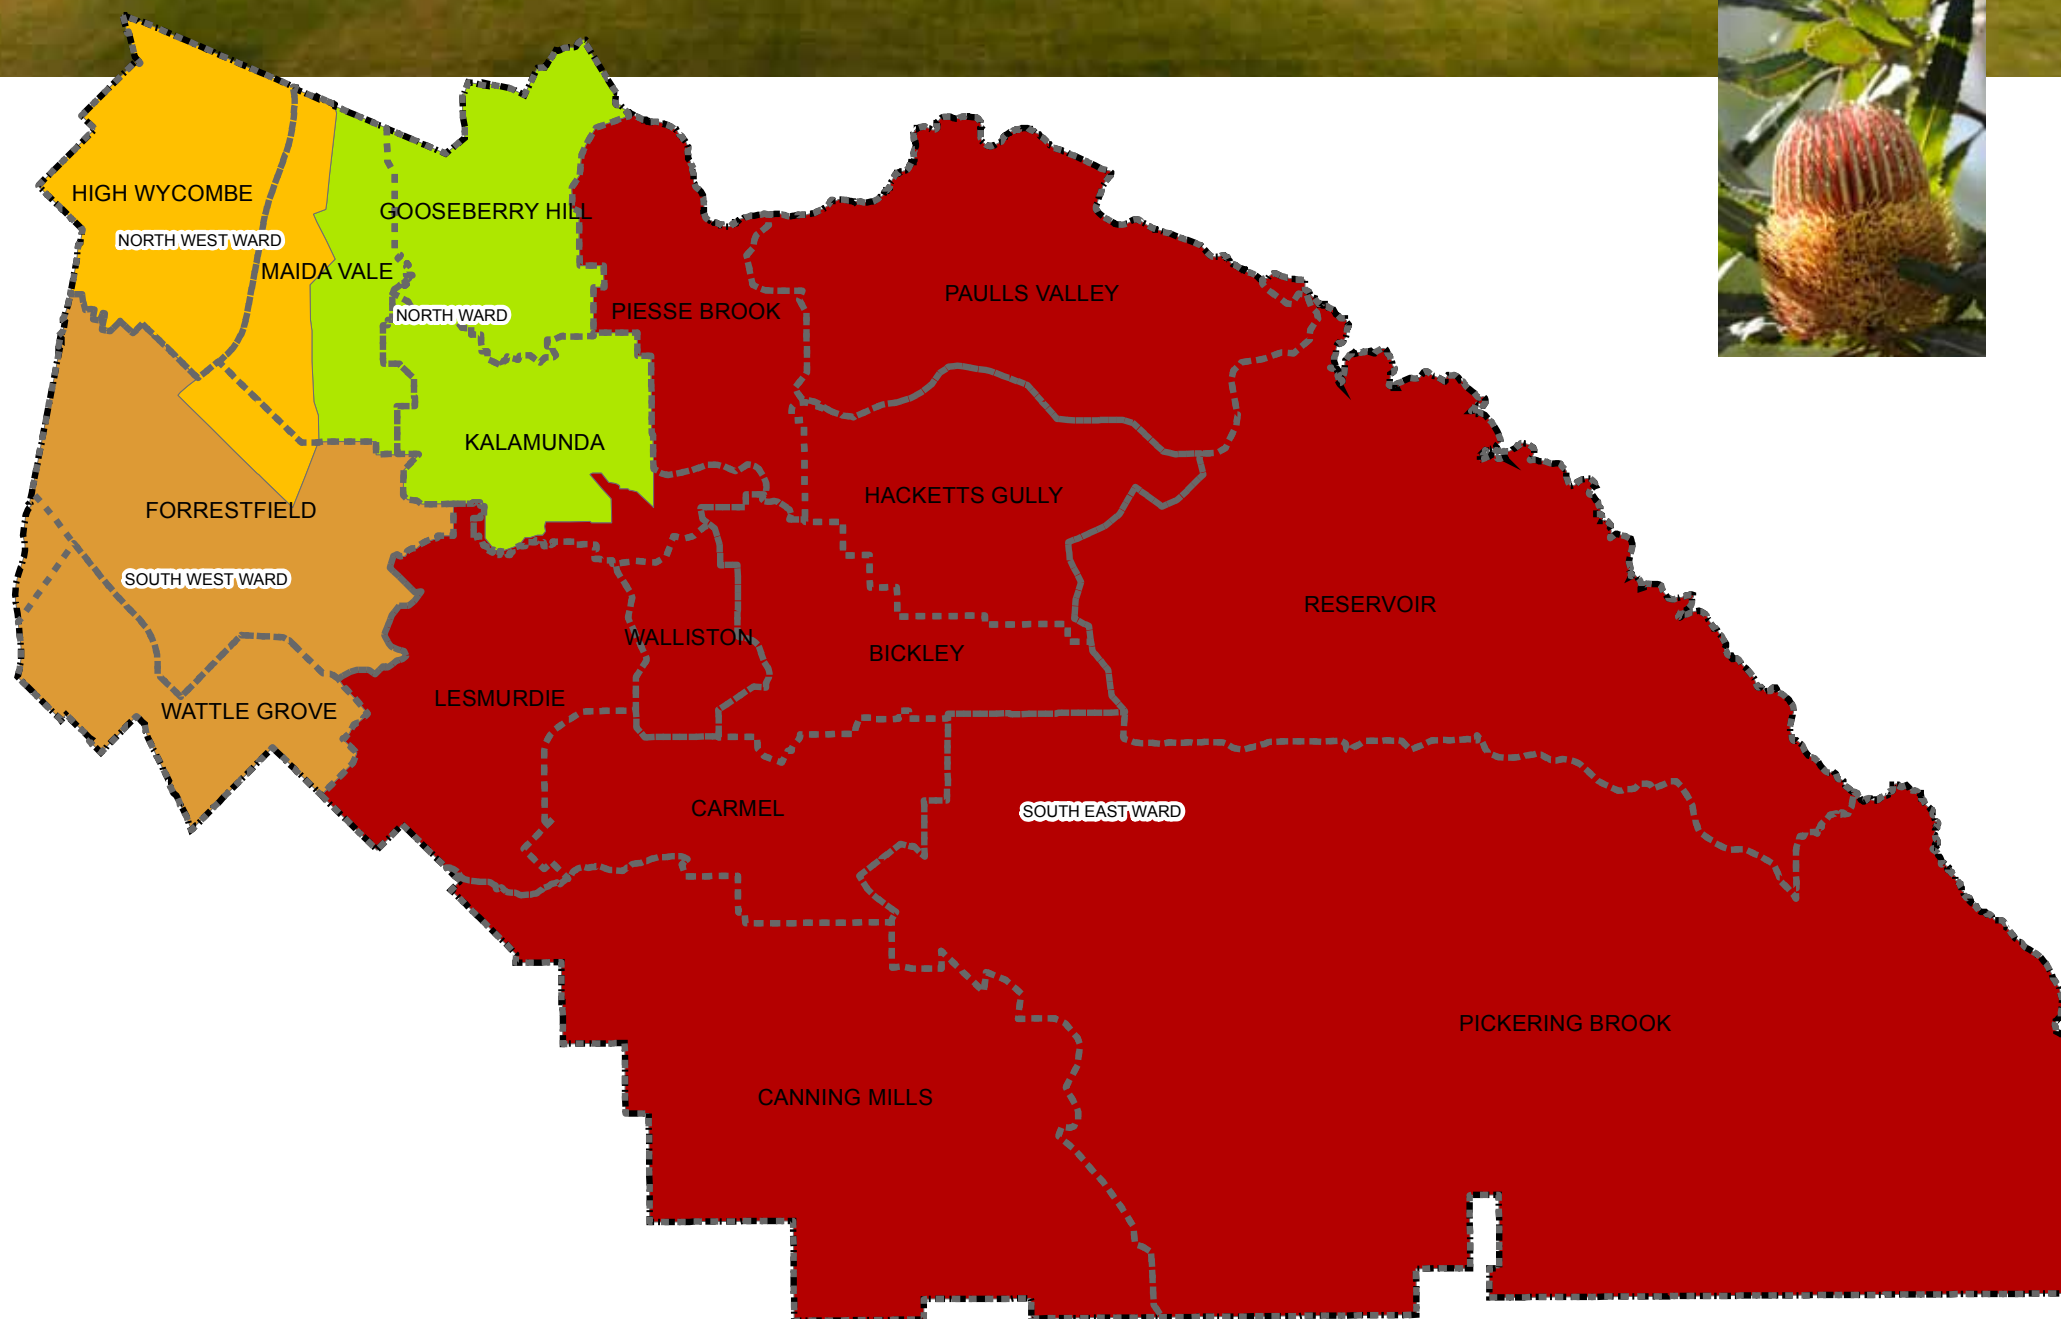 HIGH WYCOMBE
GOOSEBERRY HILL
NORTH WEST WARD
MAIDA VALE
PAULLS VALLEY
NORTH WARD
PIESSE BROOK
KALAMUNDA
HACKETTS GULLY
FORRESTFIELD
SOUTH WEST WARD
RESERVOIR
WALLISTON
BICKLEY
LESMURDIE
WATTLE GROVE
CARMEL
SOUTH EAST WARD
PICKERING BROOK
CANNING MILLS